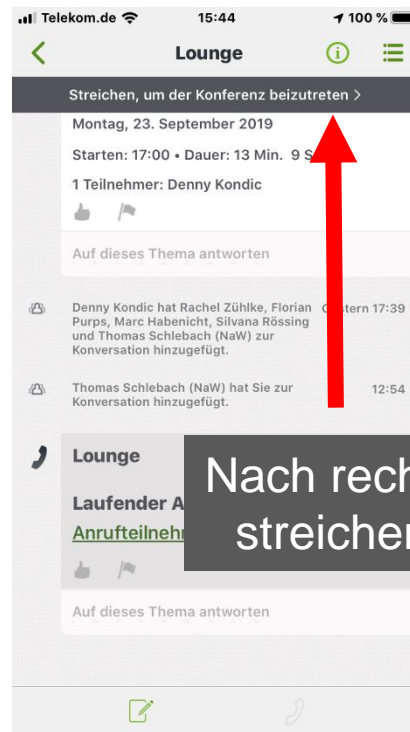 Telekom.de 15:44 100 %
Lounge
Streichen, um der Konferenz beizutreten >
Montag, 23. September 2019
Starten: 17:00 • Dauer: 13 Min. 9 S
1 Teilnehmer: Denny Kondic
Auf dieses Thema antworten
Denny Kondic hat Rachel Zühlke, Florian
Purps, Marc Habenicht, Silvana Rössing
und Thomas Schlebach (NaW) zur
Konversation hinzugefügt.
17:39
Thomas Schlebach (NaW) hat Sie zur
Konversation hinzugefügt.
12:54
Lounge
Laufender A
Anrufteilneh
Nach rech
streichen
Auf dieses Thema antworten